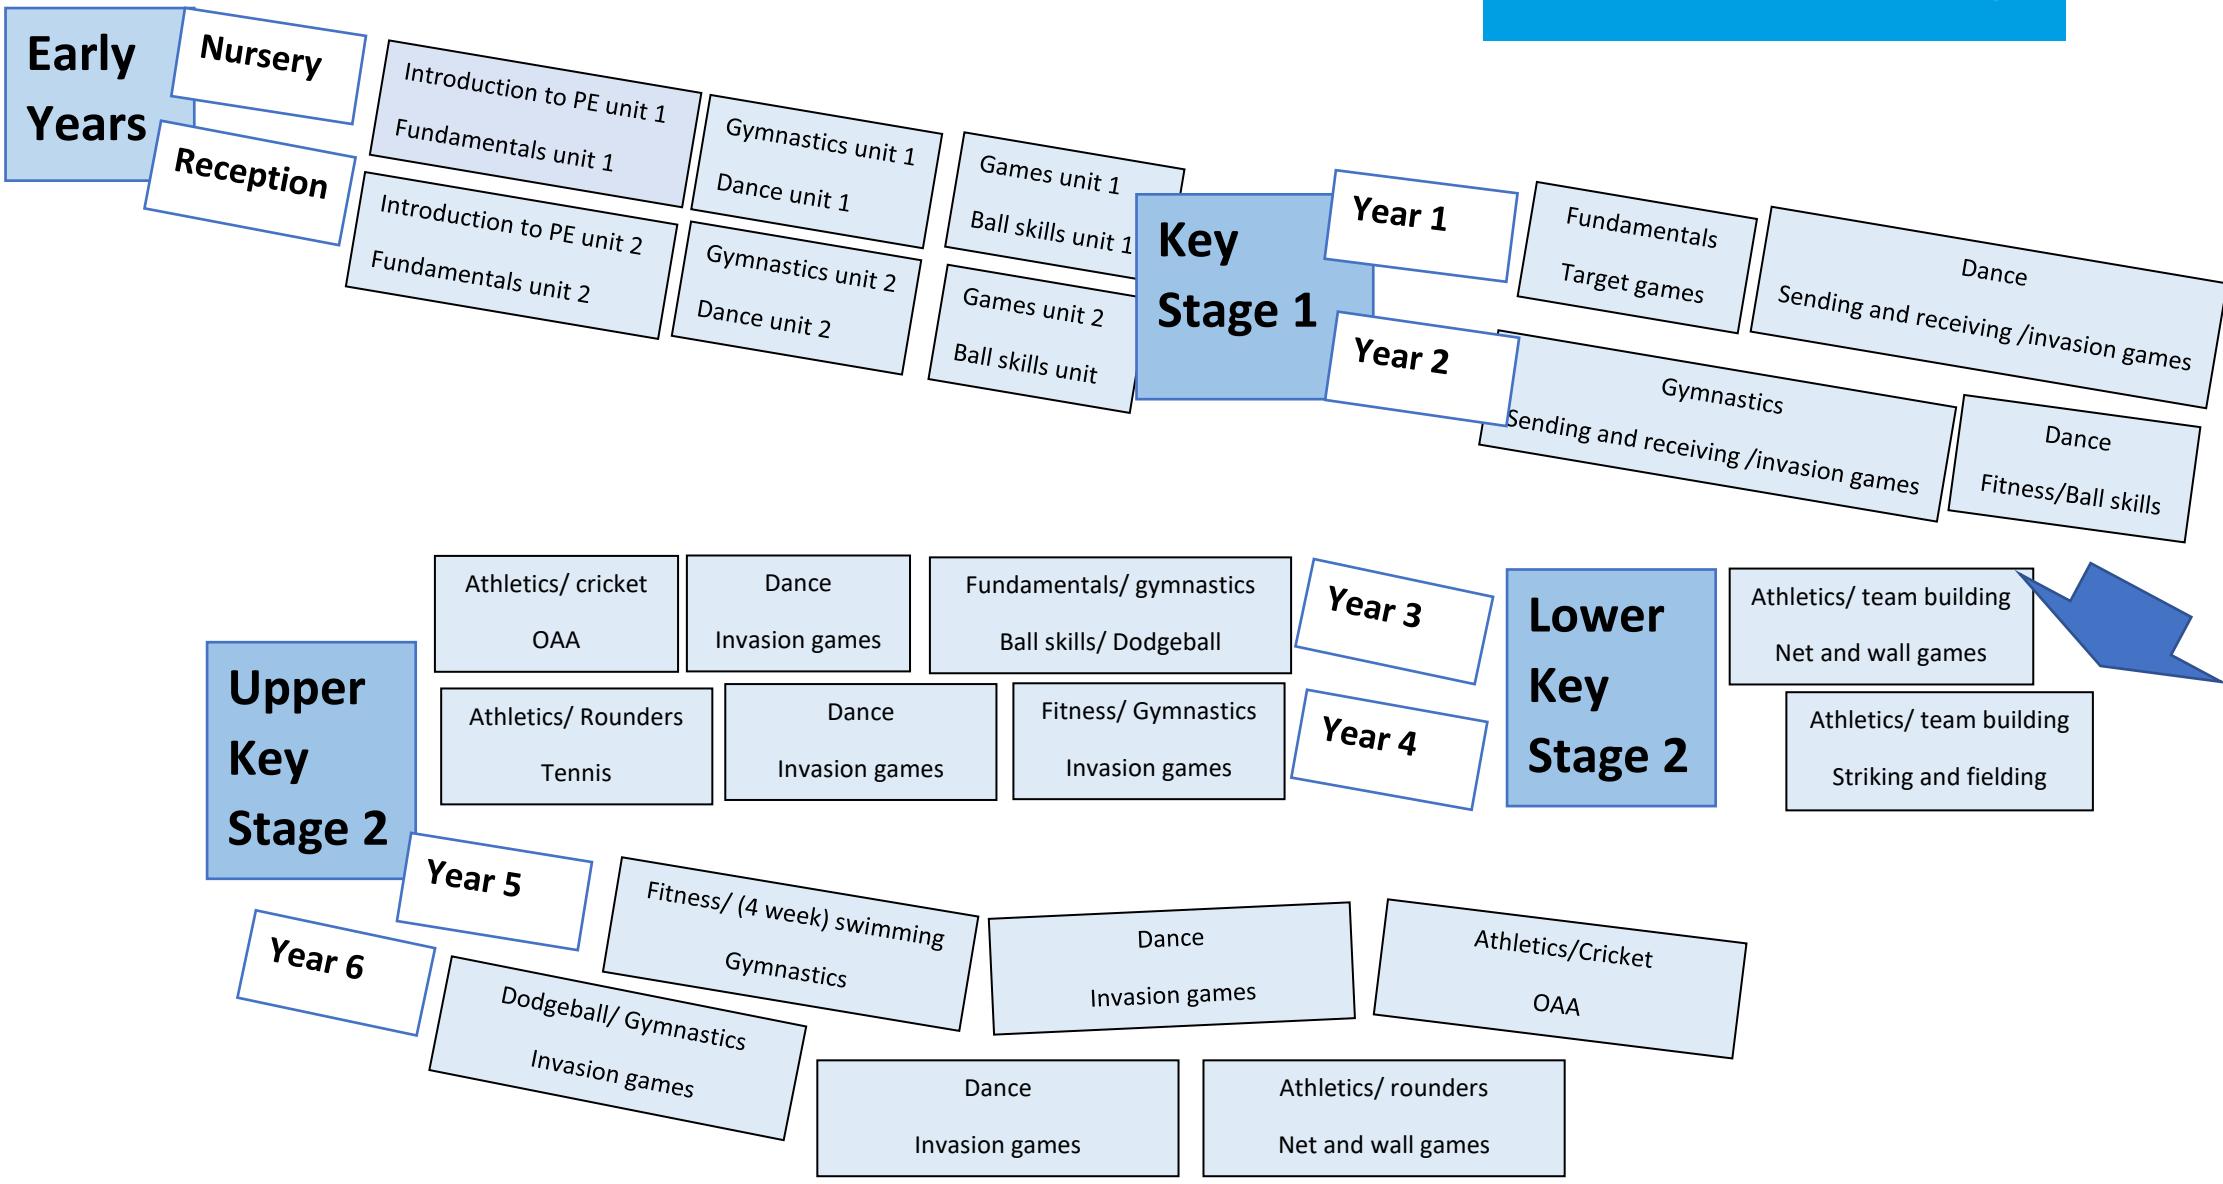 Early
Years
Nursery
Introduction to PE unit 1
Fundamentals unit 1
Gymnastics unit 1
Dance unit 1
Games unit 1
Ball skills unit 1
Reception
Introduction to PE unit 2
Fundamentals unit 2
Gymnastics unit 2
Dance unit 2
Games unit 2
Ball skills unit
Key
Stage 1
Year 1
Fundamentals
Target games
Dance
Sending and receiving /invasion games
Year 2
Gymnastics
Sending and receiving /invasion games
Dance
Fitness/Ball skills
Athletics/ team building
Net and wall games
Athletics/ team building
Striking and fielding
Lower
Key
Stage 2
Year 3
Fundamentals/ gymnastics
Ball skills/ Dodgeball
Dance
Invasion games
Athletics/ cricket
OAA
Year 4
Fitness/ Gymnastics
Invasion games
Dance
Invasion games
Athletics/ Rounders
Tennis
Upper
Key
Stage 2
Year 5
Fitness/ (4 week) swimming
Gymnastics
Dance
Invasion games
Athletics/Cricket
OAA
Year 6
Dodgeball/ Gymnastics
Invasion games
Dance
Invasion games
Athletics/ rounders
Net and wall games